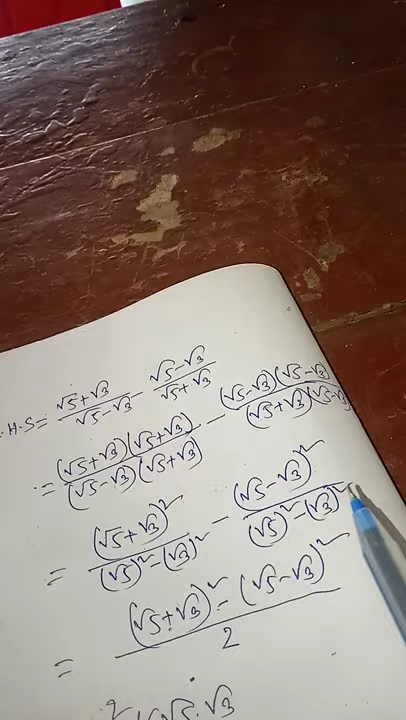 .H.S = (√5+√3)/(√5-√3) - (√5-√3)/(√5+√3)
= (√5+√3)(√5+√3)/(√5-√3)(√5+√3) - (√5-√3)(√5-√3)/(√5+√3)(√5-√3)
= (√5+√3)²/((√5)²-(√3)²) - (√5-√3)²/((√5)²-(√3)²)
= ((√5+√3)² - (√5-√3)²)/2
√5.√3